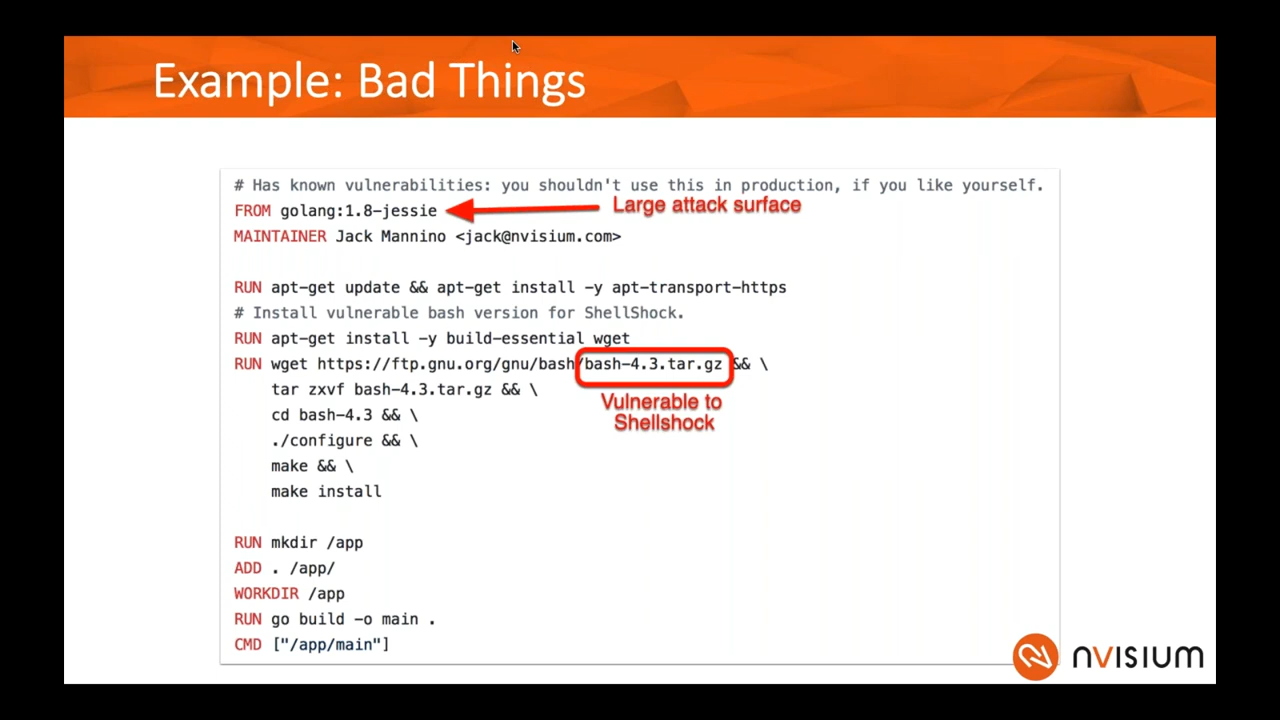 Example: Bad Things
# Has known vulnerabilities: you shouldn't use this in production, if you like yourself.
FROM golang:1.8-jessie
Large attack surface
MAINTAINER Jack Mannino <jack@nvisium.com>
RUN apt-get update && apt-get install -y apt-transport-https
# Install vulnerable bash version for ShellShock.
RUN apt-get install -y build-essential wget
RUN wget https://ftp.gnu.org/gnu/bash/bash-4.3.tar.gz && \
tar zxvf bash-4.3.tar.gz && \
cd bash-4.3 && \
./configure && \
make && \
make install
Vulnerable to
Shellshock
RUN mkdir /app
ADD . /app/
WORKDIR /app
RUN go build -o main .
CMD ["/app/main"]
nVISIUM